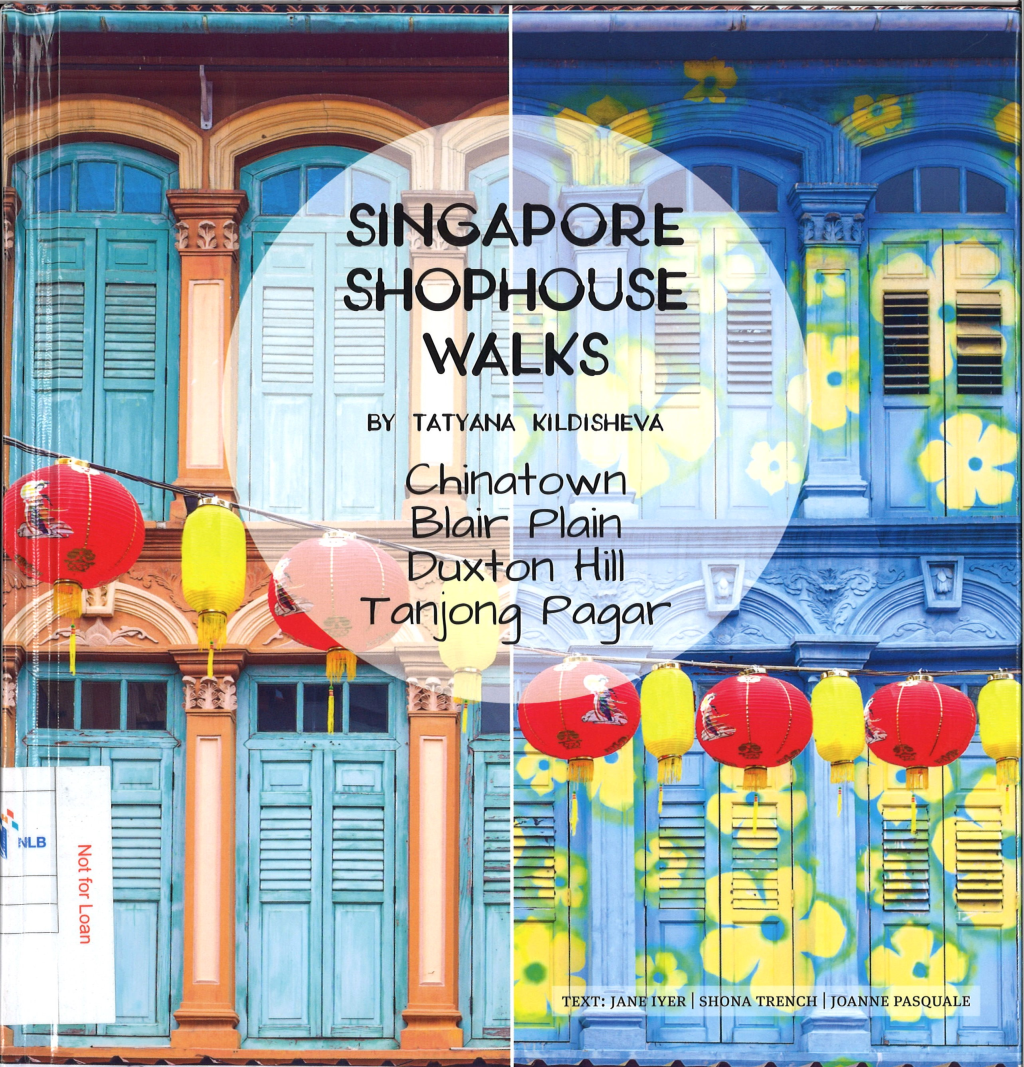 SINGAPORE
SHOPHOUSE
WALKS
BY TATYANA KILDISHEVA
Chinatown
Blair Plain
Duxton Hill
Tanjong Pagar
NLB
Not for Loan
TEXT: JANE IYER | SHONA TRENCH | JOANNE PASQUALE